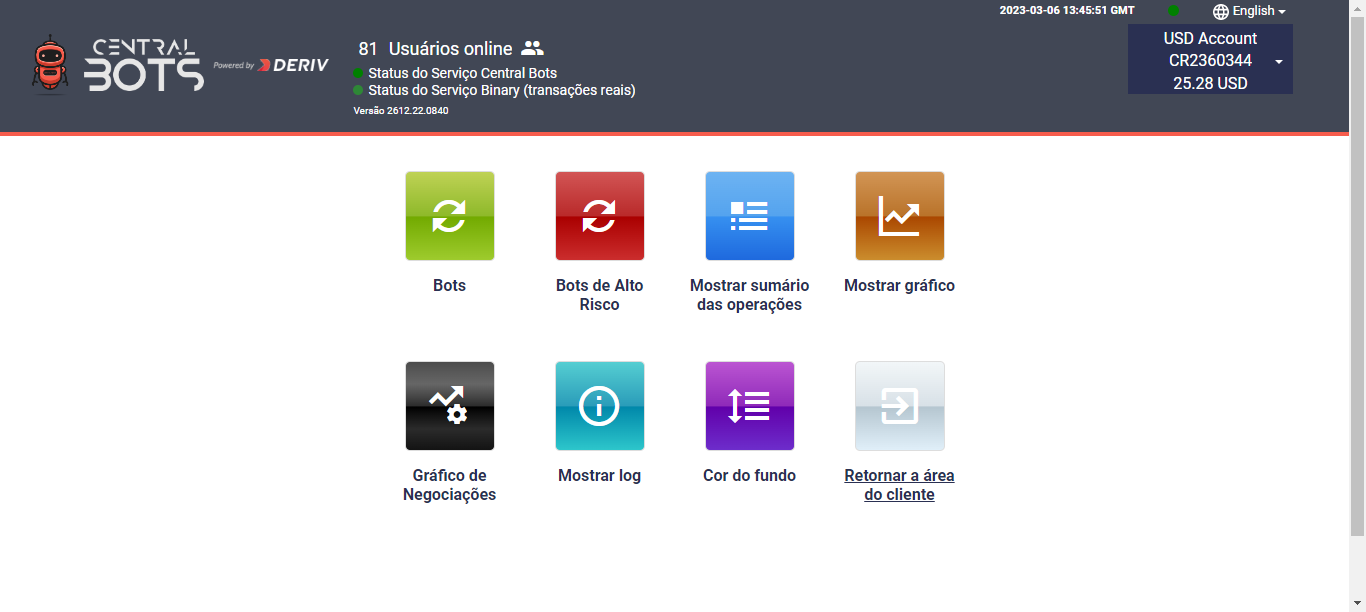 2023-03-06 13:45:51 GMT
English
CENTRAL
BOTS
Powered by DERIV
81 Usuários online
Status do Serviço Central Bots
Status do Serviço Binary (transações reais)
Versão 2612.22.0840
USD Account
CR2360344
25.28 USD
Bots
Bots de Alto
Risco
Mostrar sumário
das operações
Mostrar gráfico
Gráfico de
Negociações
Mostrar log
Cor do fundo
Retornar a área
do cliente